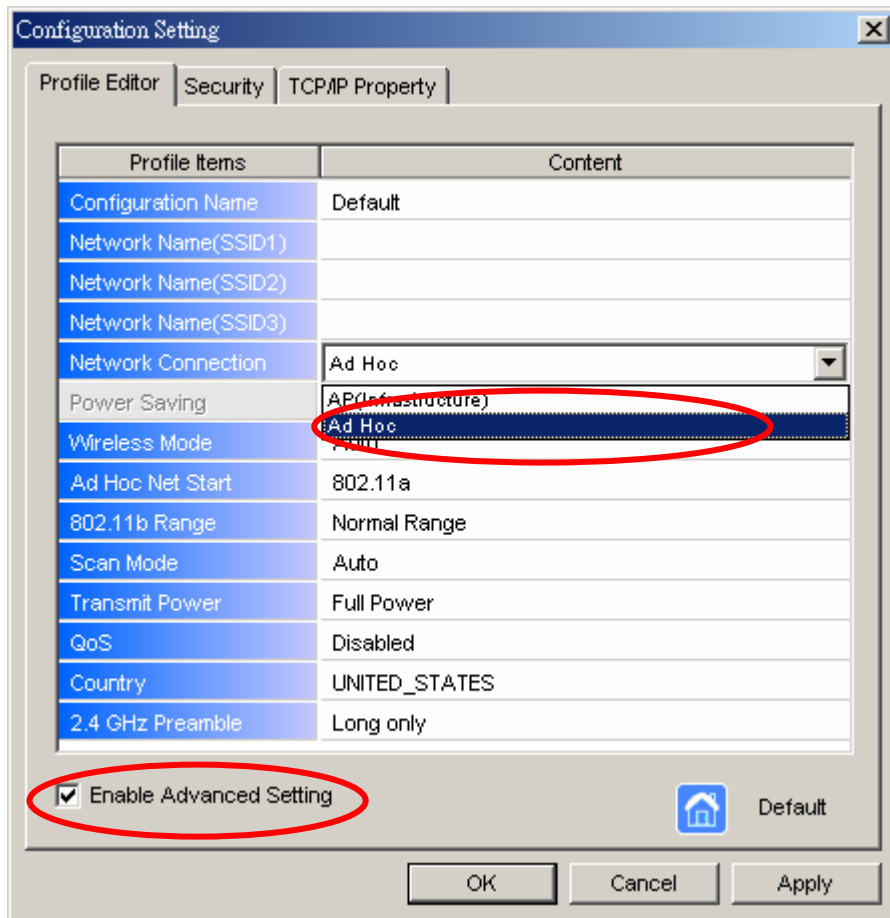 Configuration Setting
Profile Editor Security TCP/IP Property
Profile Items Content
Configuration Name Default
Network Name(SSID1)
Network Name(SSID2)
Network Name(SSID3)
Network Connection Ad Hoc
Power Saving AP(Infrastructure)
Ad Hoc
Wireless Mode Auto
Ad Hoc Net Start 802.11a
802.11b Range Normal Range
Scan Mode Auto
Transmit Power Full Power
QoS Disabled
Country UNITED_STATES
2.4 GHz Preamble Long only
Enable Advanced Setting Default
OK Cancel Apply